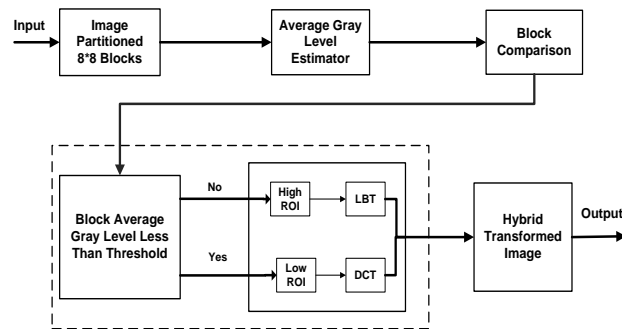 Input
Image
Partitioned
8*8 Blocks
Average Gray
Level
Estimator
Block
Comparison
Block Average
Gray Level Less
Than Threshold
No
High
ROI
LBT
Yes
Low
ROI
DCT
Hybrid
Transformed
Image
Output